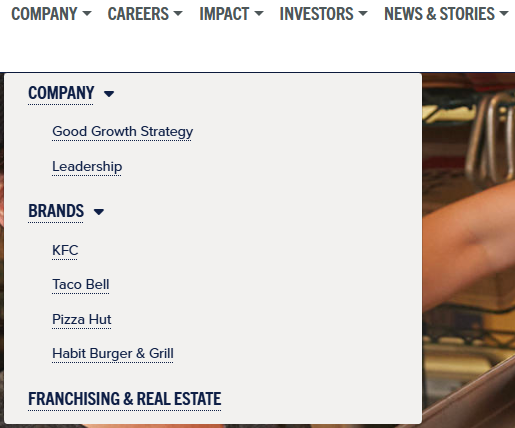 COMPANY CAREERS IMPACT INVESTORS NEWS & STORIES
COMPANY
Good Growth Strategy
Leadership
BRANDS
KFC
Taco Bell
Pizza Hut
Habit Burger & Grill
FRANCHISING & REAL ESTATE